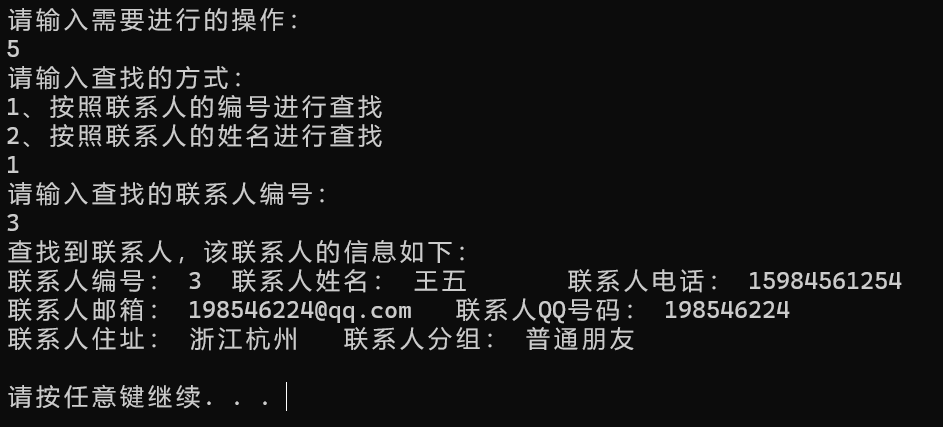 请输入需要进行的操作：
5
请输入查找的方式：
1、按照联系人的编号进行查找
2、按照联系人的姓名进行查找
1
请输入查找的联系人编号：
3
查找到联系人，该联系人的信息如下：
联系人编号： 3 联系人姓名： 王五 联系人电话： 15984561254
联系人邮箱： 198546224@qq.com 联系人QQ号码： 198546224
联系人住址： 浙江杭州 联系人分组： 普通朋友
请按任意键继续. . .